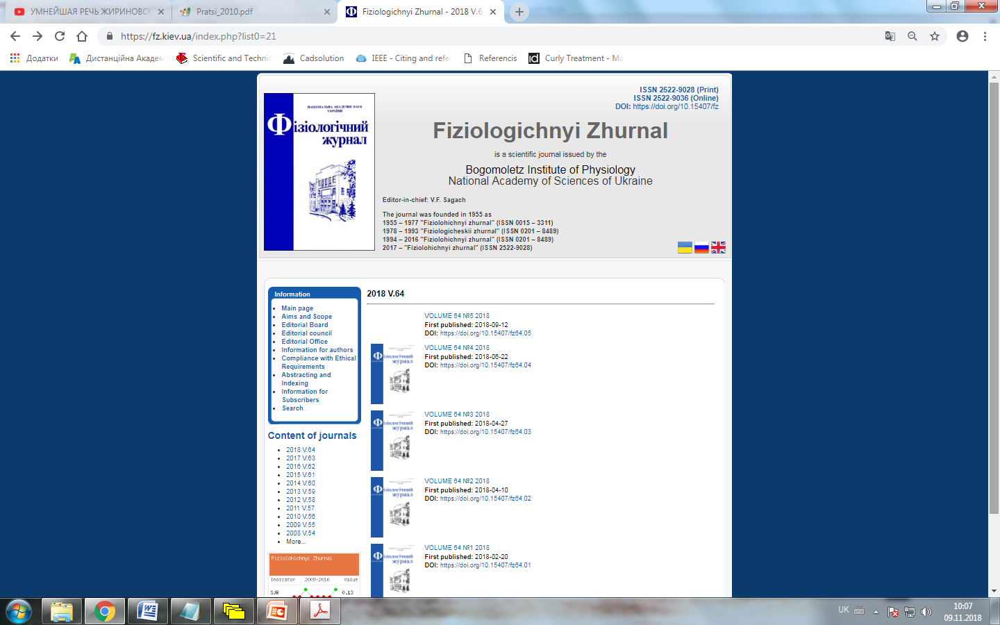 УМНЕЙШАЯ РЕЧЬ ЖИРИНОВСК
Pratsi_2010.pdf
Fiziologichnyi Zhurnal - 2018 V.64
https://fz.kiev.ua/index.php?list0=21
Додатки
Дистанційна Академ
Scientific and Technic
Cadsolution
IEEE - Citing and refe
Referencis
Curly Treatment - Ma
НАЦІОНАЛЬНА АКАДЕМІЯ НАУК
УКРАЇНИ
Фізіологічний
журнал
ISSN 2522-9028 (Print)
ISSN 2522-9036 (Online)
DOI: https://doi.org/10.15407/fz
Fiziologichnyi Zhurnal
is a scientific journal issued by the
Bogomoletz Institute of Physiology
National Academy of Sciences of Ukraine
Editor-in-chief: V.F. Sagach
The journal was founded in 1955 as
1955 – 1977 "Fiziolohichnyi zhurnal" (ISSN 0015 – 3311)
1978 – 1993 "Fiziologicheskii zhurnal" (ISSN 0201 – 8489)
1994 – 2016 "Fiziolohichnyi zhurnal" (ISSN 0201 – 8489)
2017 – "Fiziolohichnyi zhurnal" (ISSN 2522-9028)
Information
Main page
Aims and Scope
Editorial Board
Editorial council
Editorial Office
Information for authors
Compliance with Ethical
Requirements
Abstracting and
Indexing
Information for
Subscribers
Search
Content of journals
2018 V.64
2017 V.63
2016 V.62
2015 V.61
2014 V.60
2013 V.59
2012 V.58
2011 V.57
2010 V.56
2009 V.55
2008 V.54
More...
Fiziolohichnyi Zhurnal
Indicator 2009-2016 Value
SJR 0.13
2018 V.64
VOLUME 64 №5 2018
First published: 2018-09-12
DOI: https://doi.org/10.15407/fz64.05
Фізіологічний
журнал
VOLUME 64 №4 2018
First published: 2018-06-22
DOI: https://doi.org/10.15407/fz64.04
Фізіологічний
журнал
VOLUME 64 №3 2018
First published: 2018-04-27
DOI: https://doi.org/10.15407/fz64.03
Фізіологічний
журнал
VOLUME 64 №2 2018
First published: 2018-04-10
DOI: https://doi.org/10.15407/fz64.02
Фізіологічний
журнал
VOLUME 64 №1 2018
First published: 2018-02-20
DOI: https://doi.org/10.15407/fz64.01
UK
10:07
09.11.2018